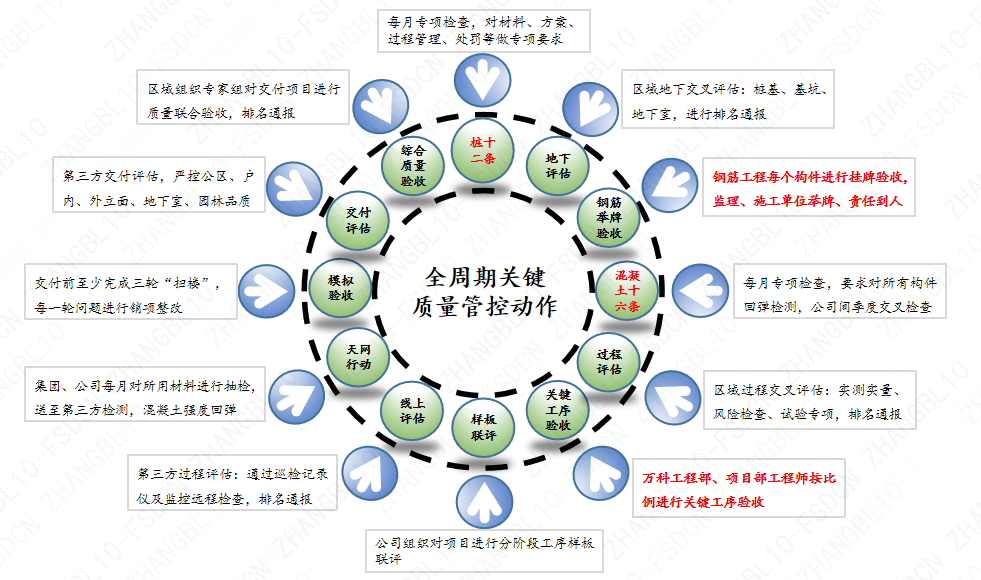 每月专项检查，对材料、方案、
过程管理、处罚等做专项要求
区域组织专家组对交付项目进行
质量联合验收，排名通报
区域地下交叉评估：桩基、基坑、
地下室，进行排名通报
第三方交付评估，严控公区、户
内、外立面、地下室、园林品质
钢筋工程每个构件进行挂牌验收，
监理、施工单位举牌、责任到人
交付前至少完成三轮“扫楼”，
每一轮问题进行销项整改
每月专项检查，要求对所有构件
回弹检测，公司间季度交叉检查
集团、公司每月对所用材料进行抽检，
送至第三方检测，混凝土强度回弹
区域过程交叉评估：实测实量、
风险检查、试验专项，排名通报
第三方过程评估：通过巡检记录
仪及监控远程检查，排名通报
万科工程部、项目部工程师按比
例进行关键工序验收
公司组织对项目进行分阶段工序样板
联评
桩十
二条
地下
评估
钢筋
举牌
验收
混凝
土十
六条
过程
评估
关键
工序
验收
样板
联评
线上
评估
天网
行动
模拟
验收
交付
评估
综合
质量
验收
全周期关键
质量管控动作